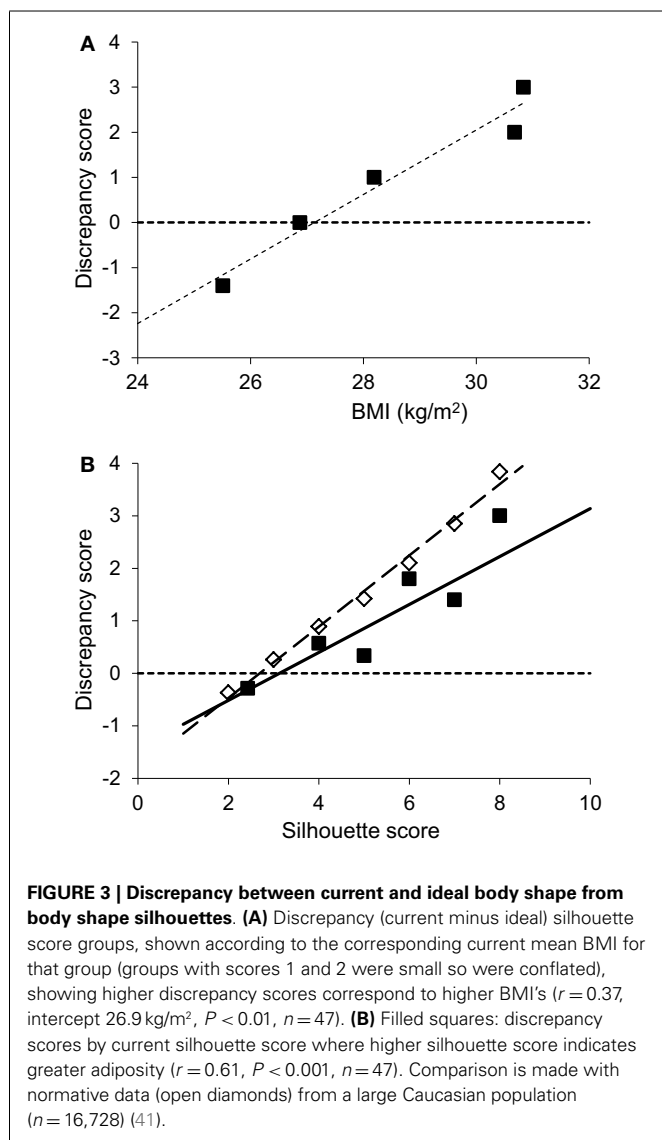 A
4
3
2
1
0
-1
-2
-3
Discrepancy score
24 26 28 30 32
BMI (kg/m²)
B
4
3
2
1
0
-1
-2
Discrepancy score
0 2 4 6 8 10
Silhouette score
FIGURE 3 | Discrepancy between current and ideal body shape from
body shape silhouettes. (A) Discrepancy (current minus ideal) silhouette
score groups, shown according to the corresponding current mean BMI for
that group (groups with scores 1 and 2 were small so were conflated),
showing higher discrepancy scores correspond to higher BMI's (r = 0.37,
intercept 26.9 kg/m², P < 0.01, n = 47). (B) Filled squares: discrepancy
scores by current silhouette score where higher silhouette score indicates
greater adiposity (r = 0.61, P < 0.001, n = 47). Comparison is made with
normative data (open diamonds) from a large Caucasian population
(n = 16,728) (41).